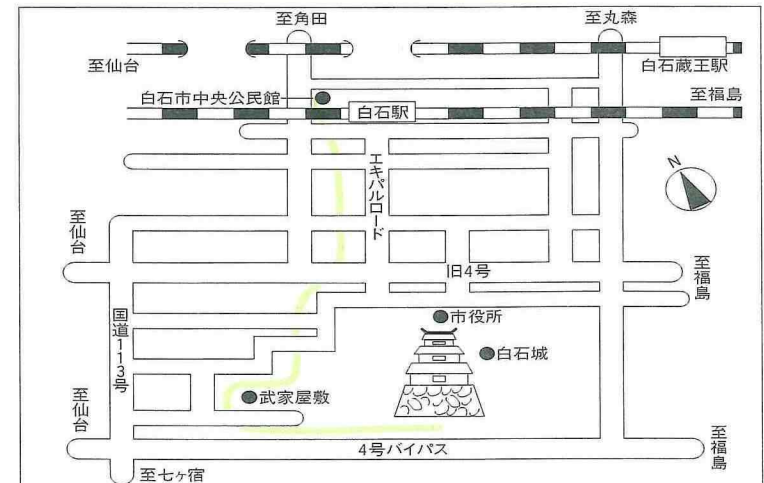 至角田
至丸森
至仙台
白石蔵王駅
白石市中央公民館
白石駅
至福島
N
エキパルロード
至仙台
旧4号
至福島
国道113号
市役所
白石城
至仙台
武家屋敷
4号バイパス
至福島
至七ヶ宿